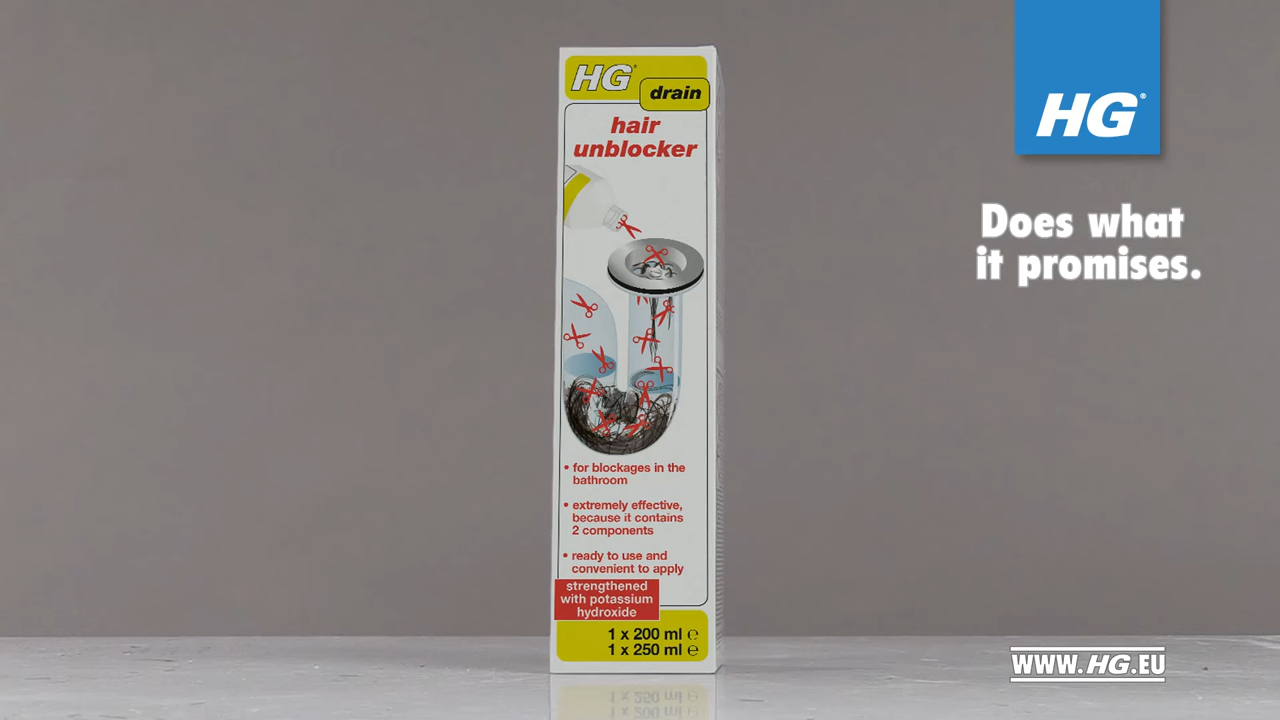 HG®
drain
hair
unblocker
• for blockages in the
bathroom
• extremely effective,
because it contains
2 components
• ready to use and
convenient to apply
strengthened
with potassium
hydroxide
1 x 200 ml ℮
1 x 250 ml ℮
HG®
Does what
it promises.
WWW.HG.EU